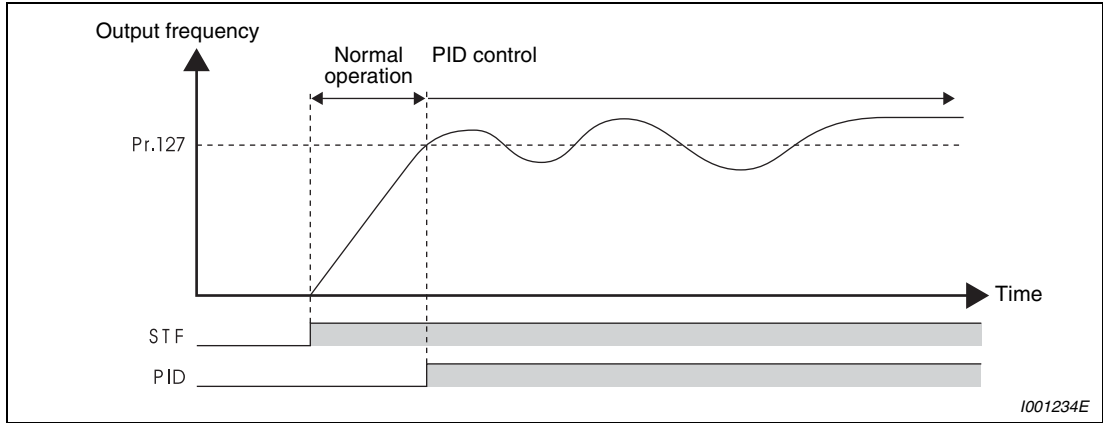 Output frequency
Normal
operation
PID control
Pr.127
Time
STF
PID
I001234E